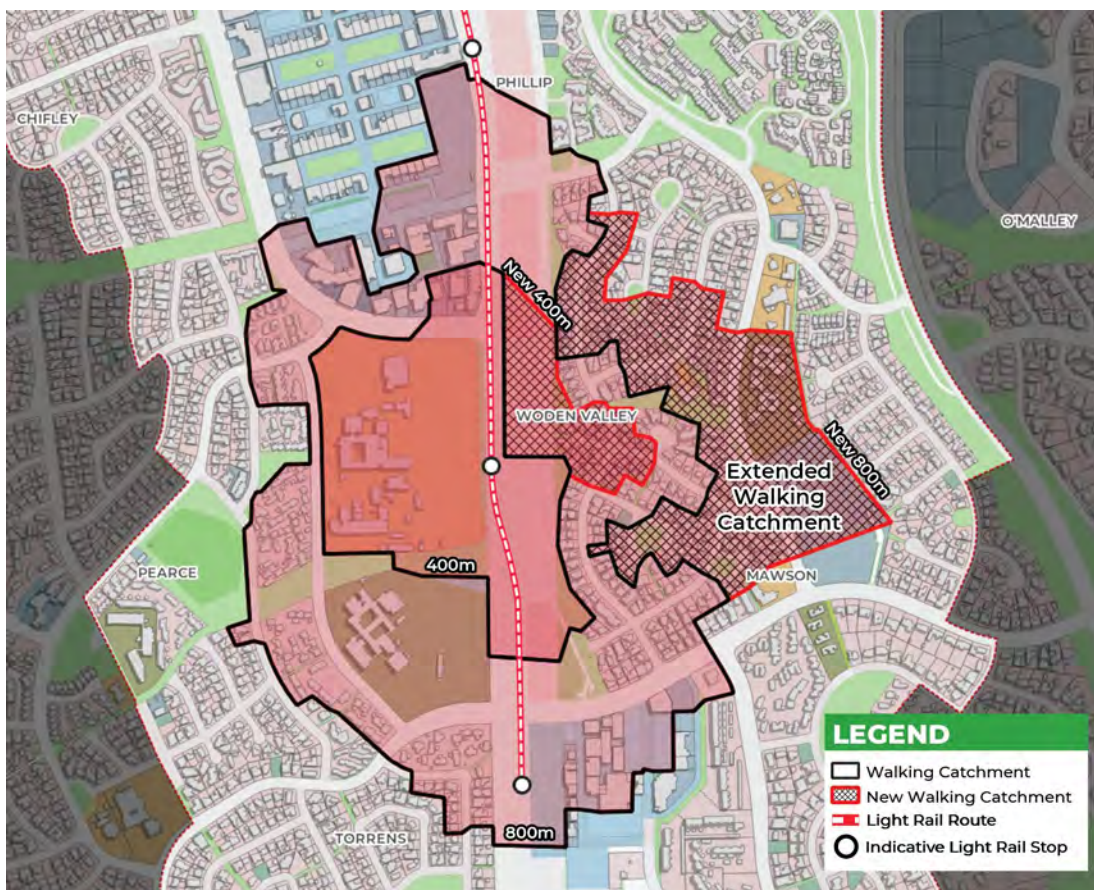 PHILLIP
CHIFLEY
O'MALLEY
New 400m
WODEN VALLEY
New 800m
Extended
Walking
Catchment
400m
PEARCE
MAWSON
LEGEND
Walking Catchment
New Walking Catchment
Light Rail Route
Indicative Light Rail Stop
800m
TORRENS